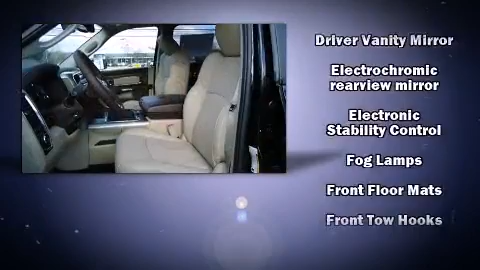 Driver Vanity Mirror
Electrochromic
rearview mirror
Electronic
Stability Control
Fog Lamps
Front Floor Mats
Front Tow Hooks